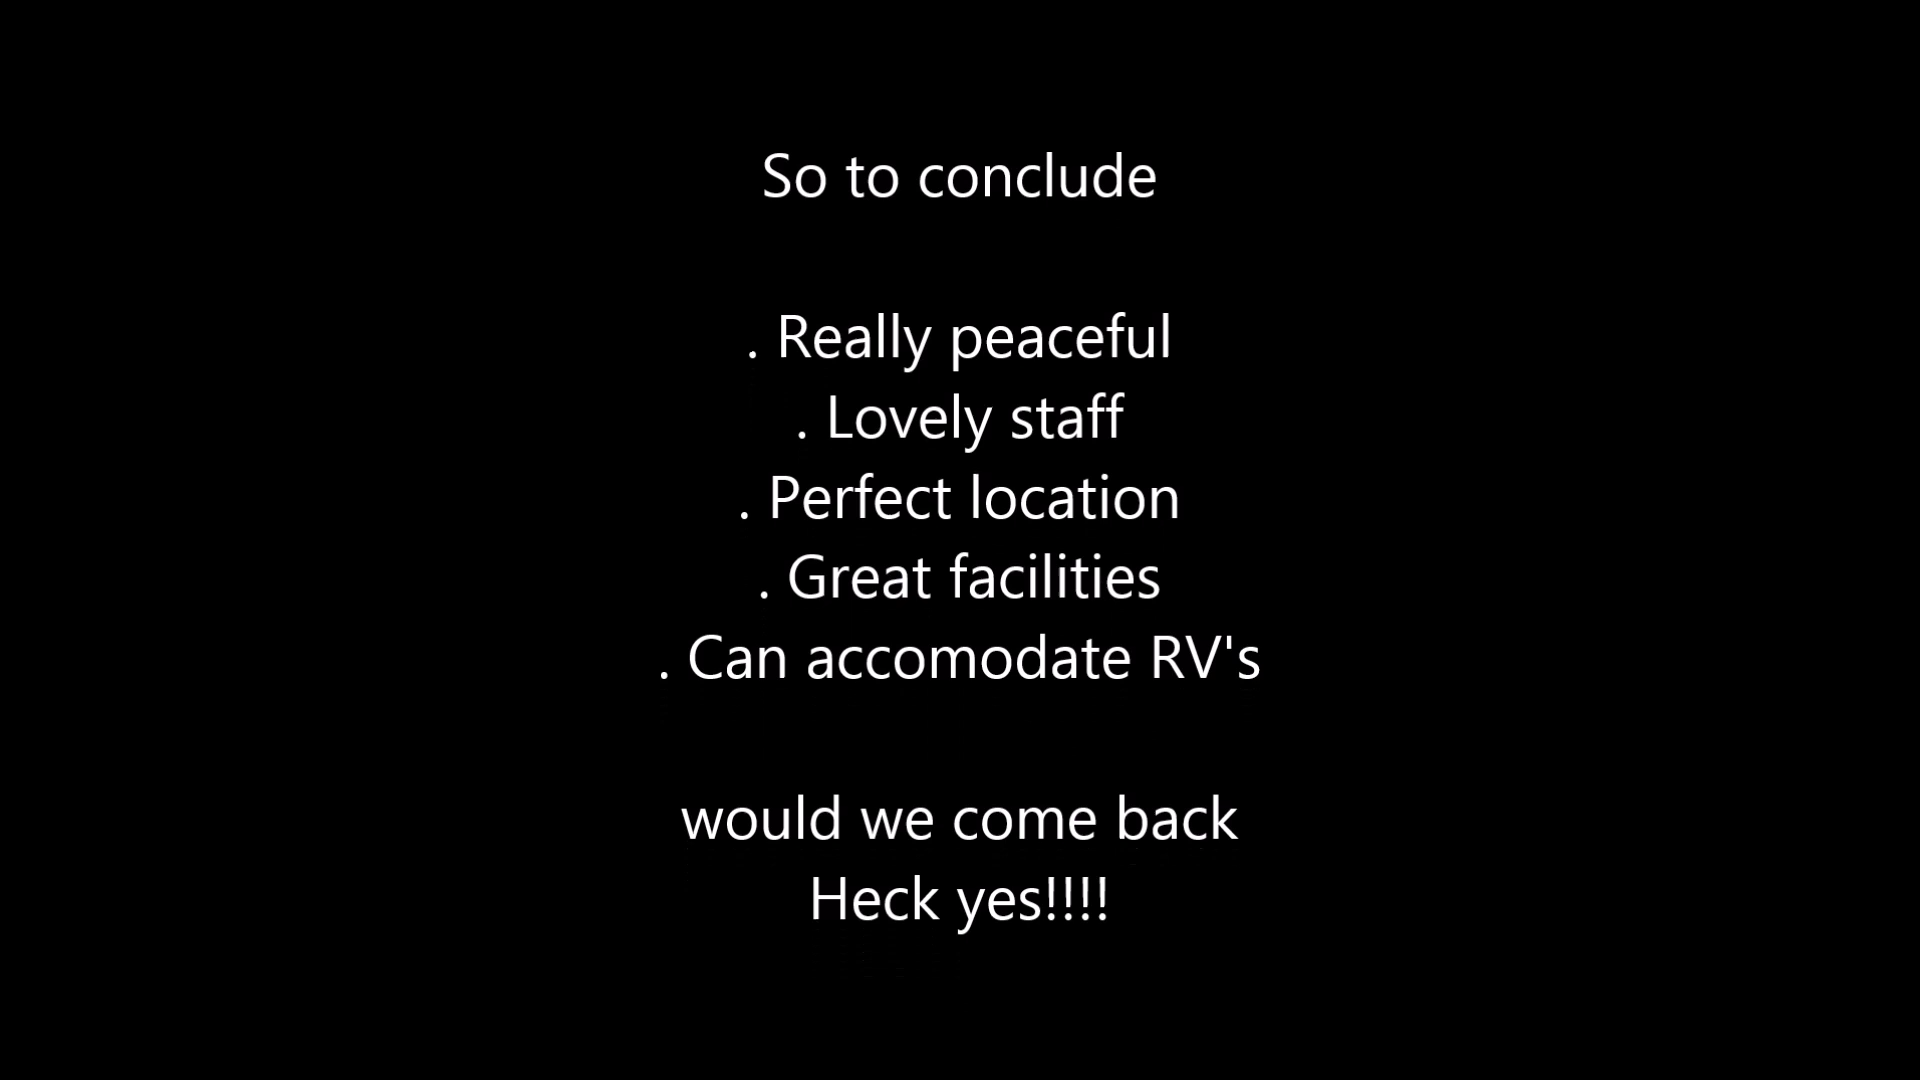 So to conclude
. Really peaceful
. Lovely staff
. Perfect location
. Great facilities
. Can accomodate RV's
would we come back
Heck yes!!!!